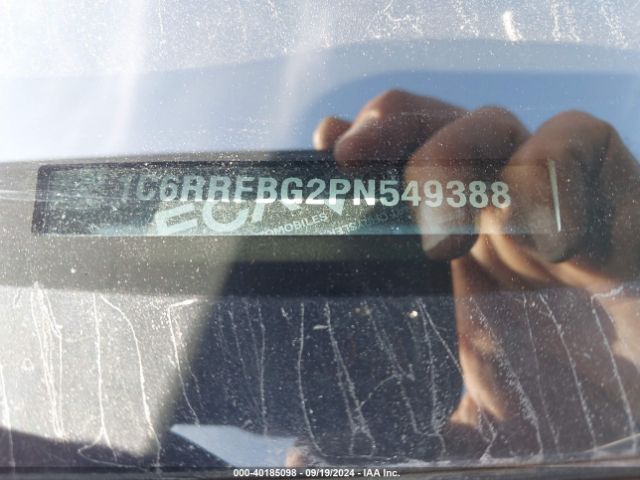 1C6RRFBG2PN549388
000-40185098 - 09/19/2024 - IAA Inc.